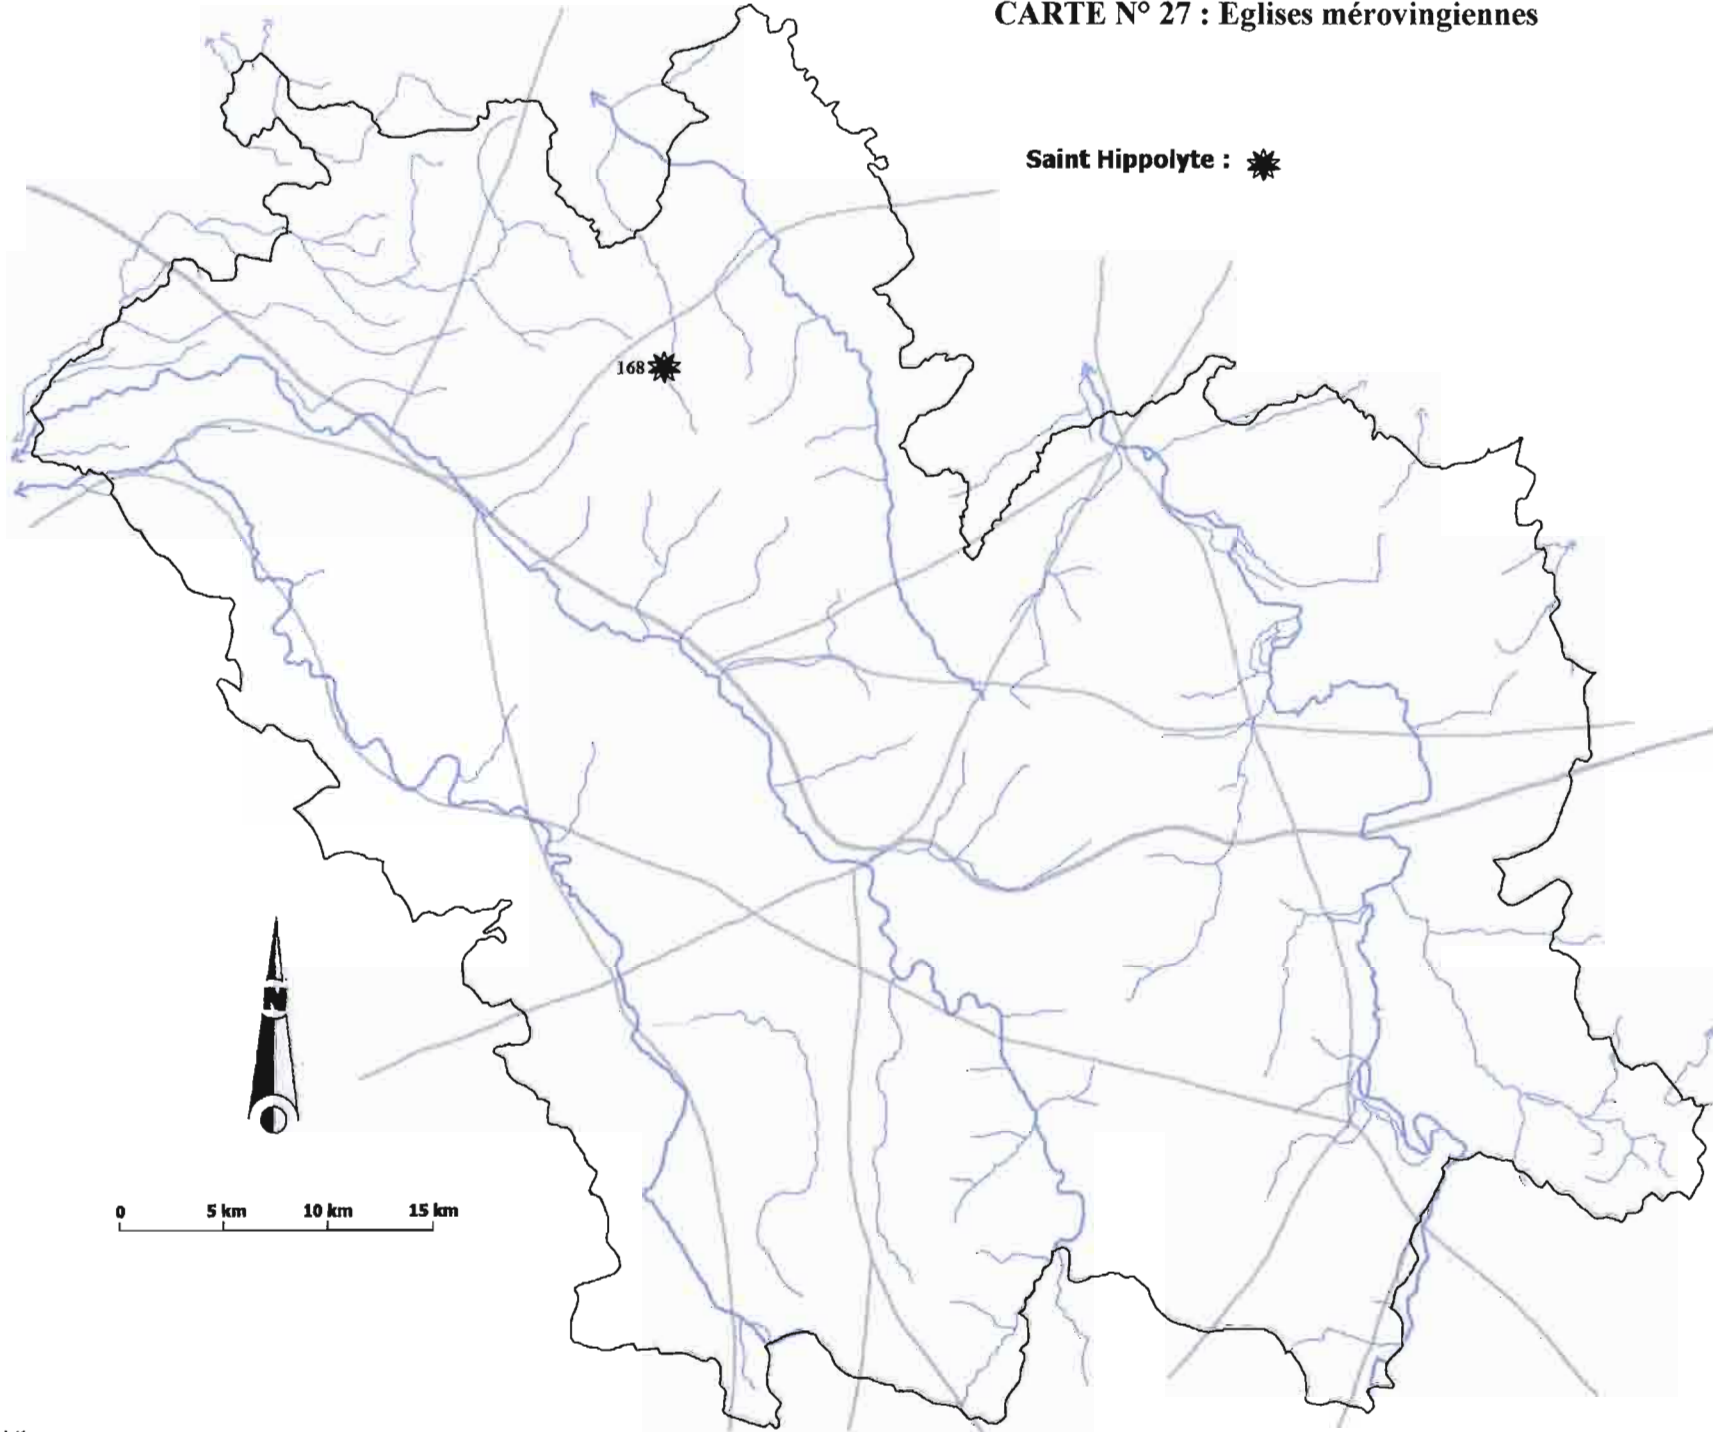 CARTE N° 27 : Eglises mérovingiennes
Saint Hippolyte :
168
N
0 5 km 10 km 15 km